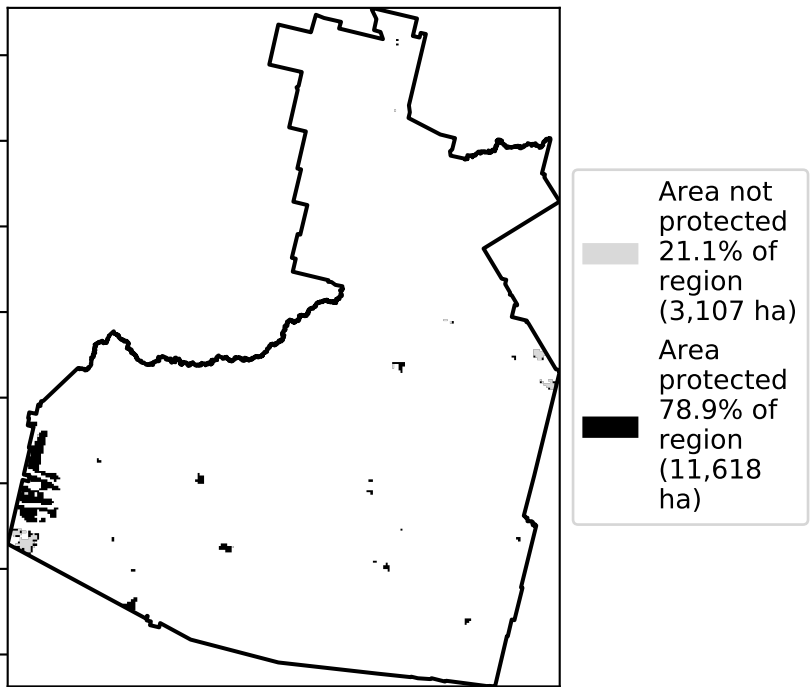 Area not
protected
21.1% of
region
(3,107 ha)
Area
protected
78.9% of
region
(11,618
ha)